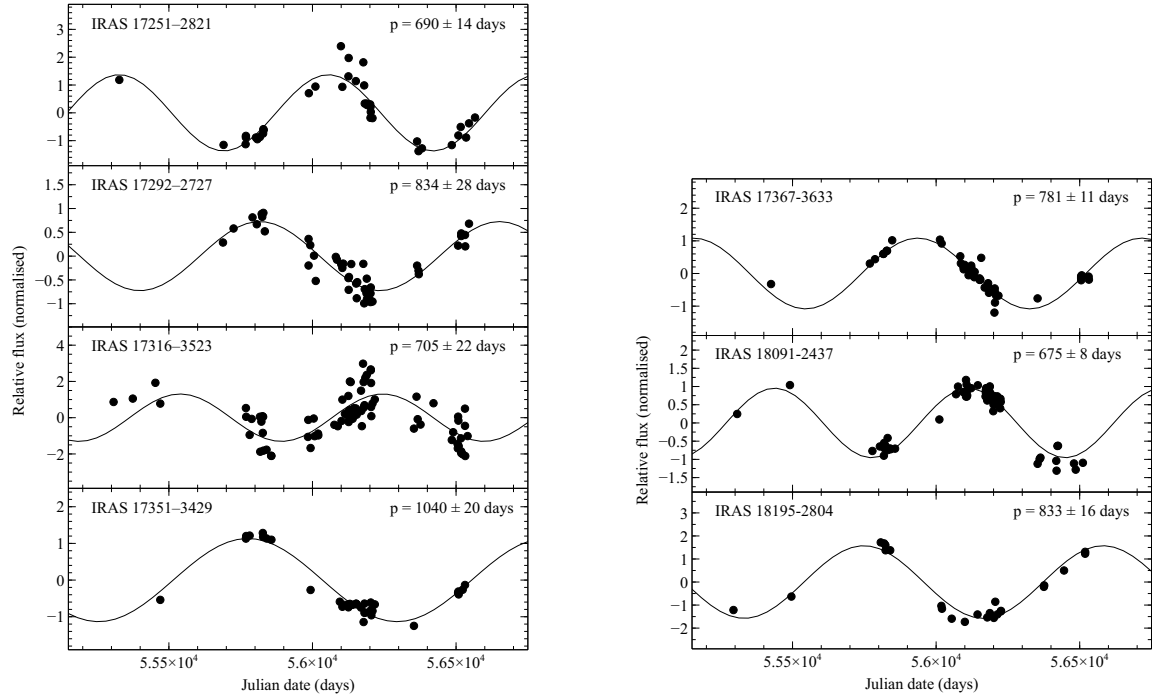 IRAS 17251–2821 p = 690 ± 14 days
3
2
1
0
−1
IRAS 17292–2727 p = 834 ± 28 days
1.5
1
0.5
0
−0.5
−1
IRAS 17316–3523 p = 705 ± 22 days
4
2
0
−2
IRAS 17351–3429 p = 1040 ± 20 days
2
1
0
−1
Relative flux (normalised)
5.55×10⁴ 5.6×10⁴ 5.65×10⁴
Julian date (days)
IRAS 17367-3633 p = 781 ± 11 days
2
1
0
−1
IRAS 18091-2437 p = 675 ± 8 days
2
1.5
1
0.5
0
−0.5
−1
−1.5
IRAS 18195-2804 p = 833 ± 16 days
3
2
1
0
−1
−2
Relative flux (normalised)
5.55×10⁴ 5.6×10⁴ 5.65×10⁴
Julian date (days)